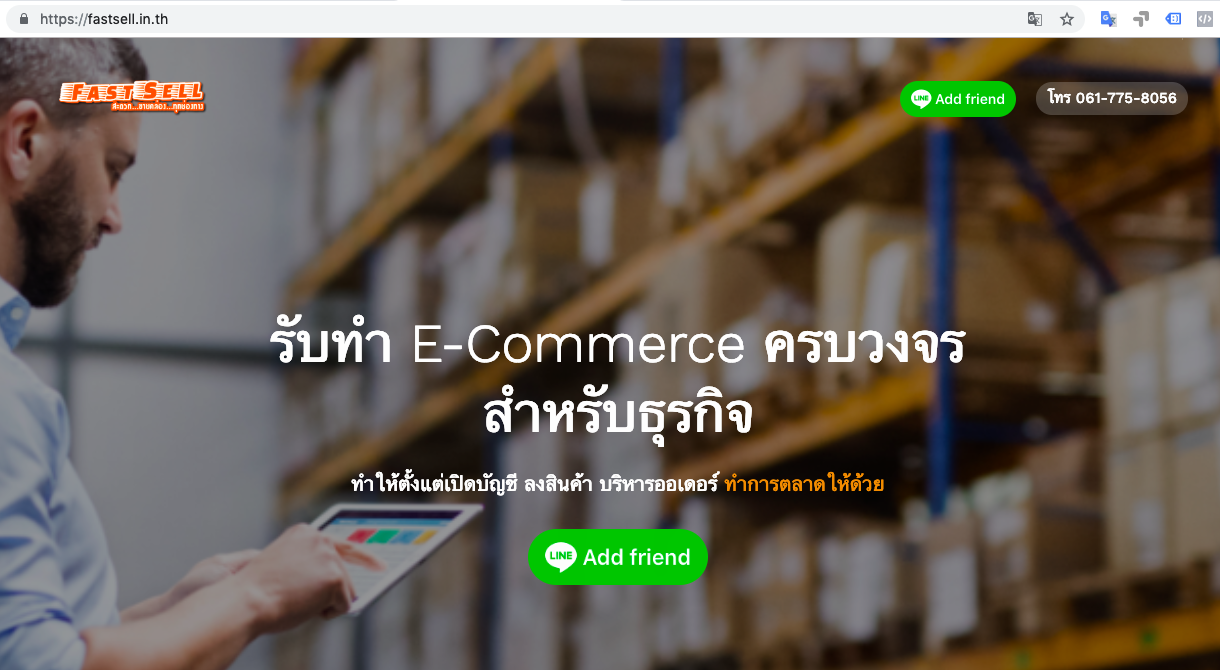 https://fastsell.in.th
FAST SELL
สะดวก...ขายคล่อง...ทุกช่องทาง
LINE Add friend
โทร 061-775-8056
รับทำ E-Commerce ครบวงจร
สำหรับธุรกิจ
ทำให้ตั้งแต่เปิดบัญชี ลงสินค้า บริหารออเดอร์ ทำการตลาดให้ด้วย
LINE Add friend